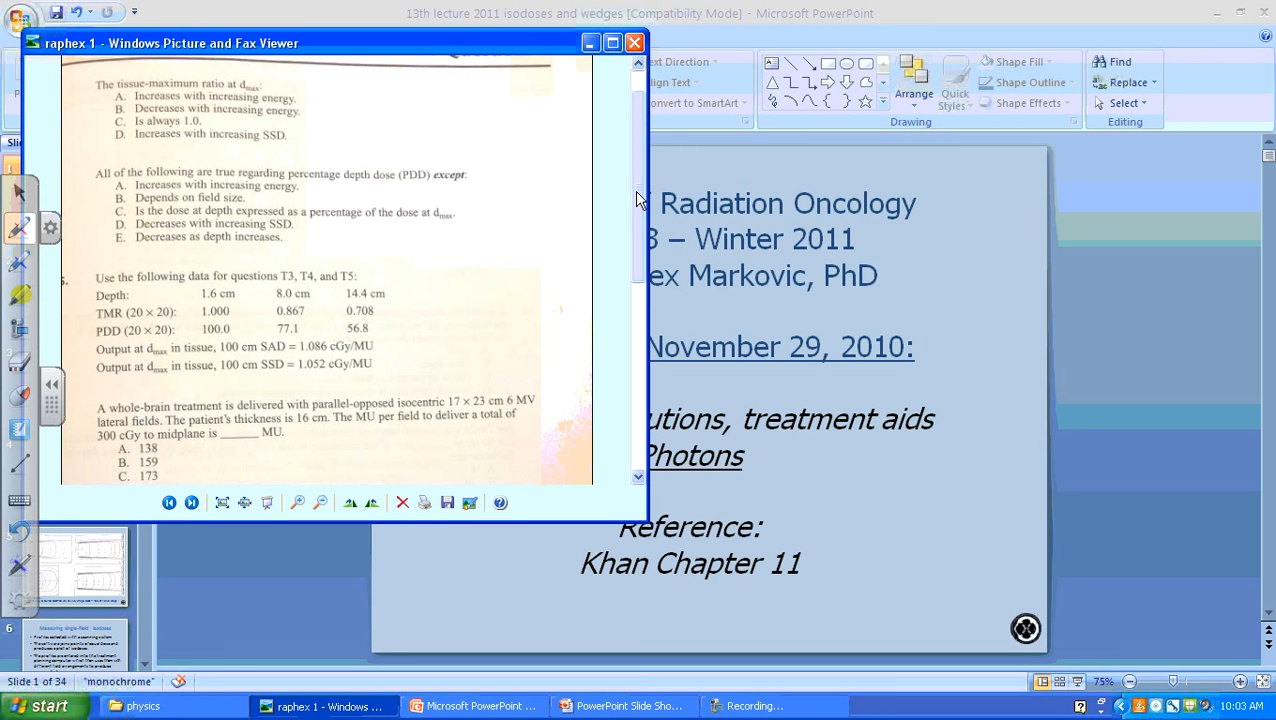 13th lecture 2011 isodoses and wedges [Compatibility Mode] - Microsoft PowerPoint
raphex 1 - Windows Picture and Fax Viewer
Text Direction
Align Text
Convert to SmartArt
Arrange
Quick
Styles
Shape Fill
Shape Outline
Shape Effects
Drawing
Find
Replace
Select
Editing
The tissue-maximum ratio at dmax:
A. Increases with increasing energy.
B. Decreases with increasing energy.
C. Is always 1.0.
D. Increases with increasing SSD.
All of the following are true regarding percentage depth dose (PDD) except:
A. Increases with increasing energy.
B. Depends on field size.
C. Is the dose at depth expressed as a percentage of the dose at dmax.
D. Decreases with increasing SSD.
E. Decreases as depth increases.
Use the following data for questions T3, T4, and T5:
Depth: 1.6 cm 8.0 cm 14.4 cm
TMR (20 × 20): 1.000 0.867 0.708
PDD (20 × 20): 100.0 77.1 56.8
Output at dmax in tissue, 100 cm SAD = 1.086 cGy/MU
Output at dmax in tissue, 100 cm SSD = 1.052 cGy/MU
A whole-brain treatment is delivered with parallel-opposed isocentric 17 × 23 cm 6 MV
lateral fields. The patient's thickness is 16 cm. The MU per field to deliver a total of
300 cGy to midplane is ______ MU.
A. 138
B. 159
C. 173
Radiation Oncology
– Winter 2011
ex Markovic, PhD
November 29, 2010:
utions, treatment aids
Photons
Reference:
Khan Chapter 11
6
Measuring single-field isodoses
Slide 1 of 34
"monochrome"
75%
start
physics
raphex 1 - Windows ...
Microsoft PowerPoint ...
PowerPoint Slide Sho...
Recording...
10:03 AM